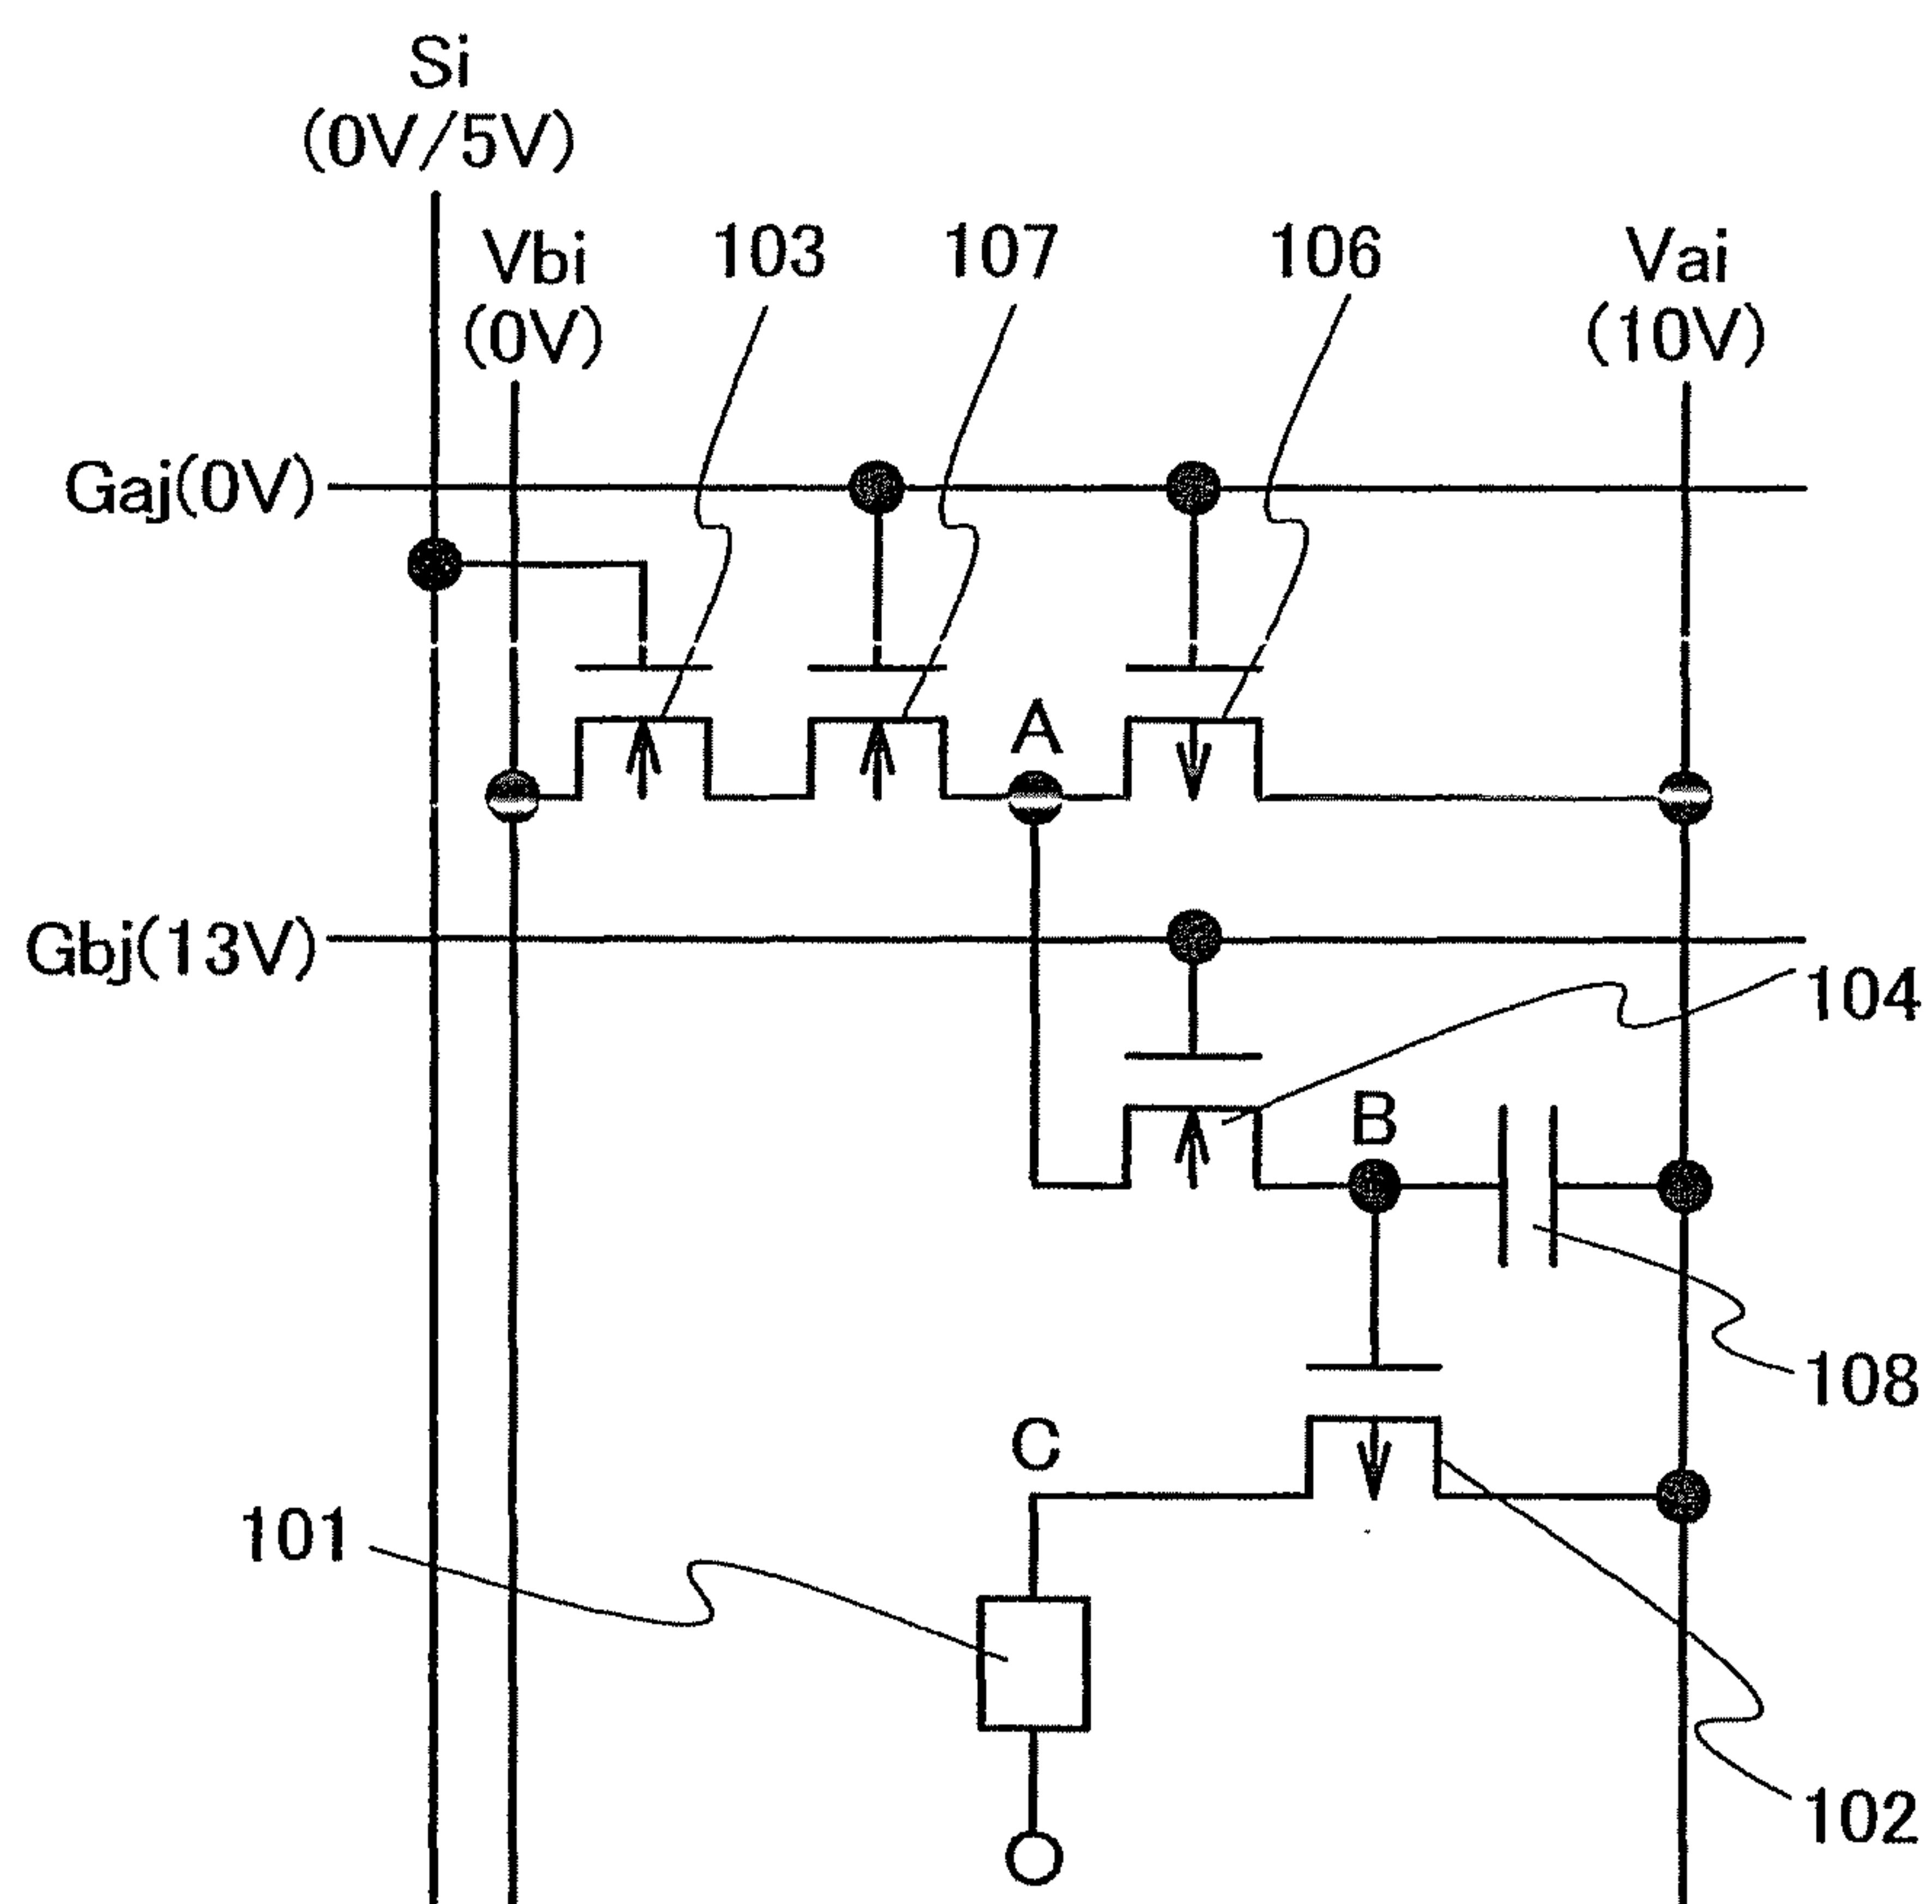 Si
(0V/5V)
Vbi
(0V)
103
107
106
Vai
(10V)
Gaj(0V)
A
Gbj(13V)
104
B
108
C
101
102